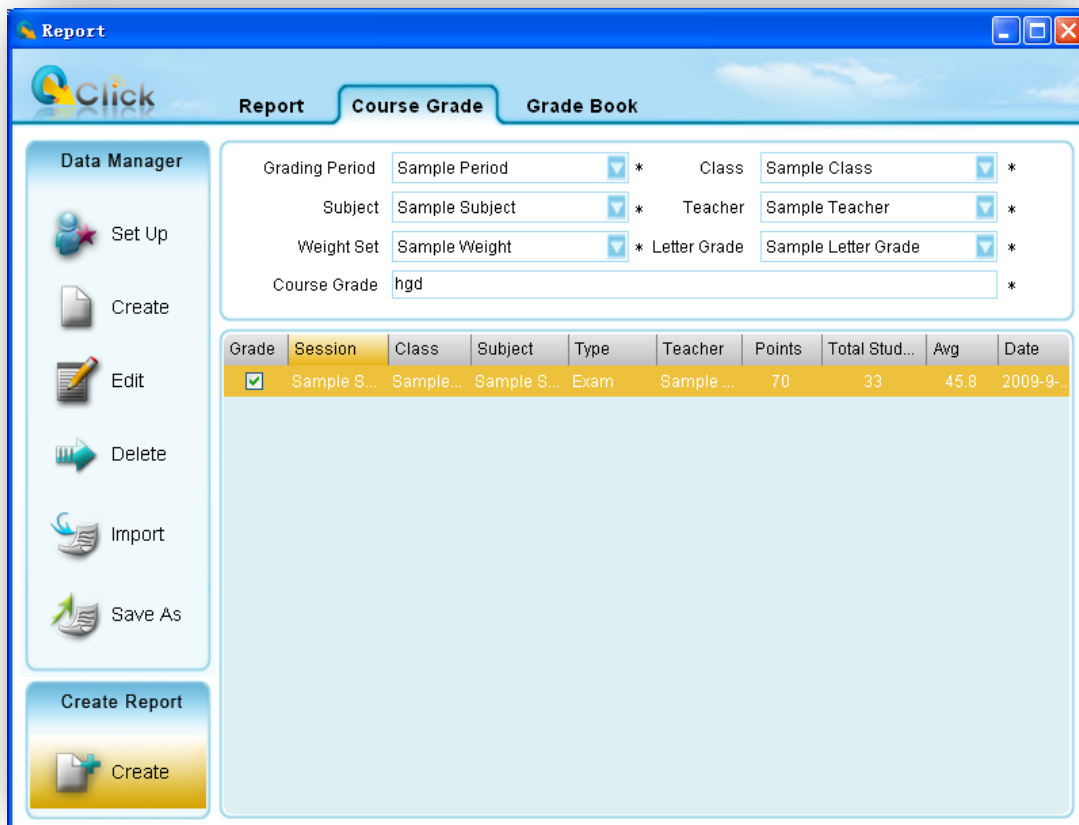 Report
QClick
Report Course Grade Grade Book
Data Manager
Set Up
Create
Edit
Delete
Import
Save As
Create Report
Create
Grading Period Sample Period * Class Sample Class *
Subject Sample Subject * Teacher Sample Teacher *
Weight Set Sample Weight * Letter Grade Sample Letter Grade *
Course Grade hgd *
Grade Session Class Subject Type Teacher Points Total Stud... Avg Date
Sample S... Sample... Sample S... Exam Sample ... 70 33 45.8 2009-9-..